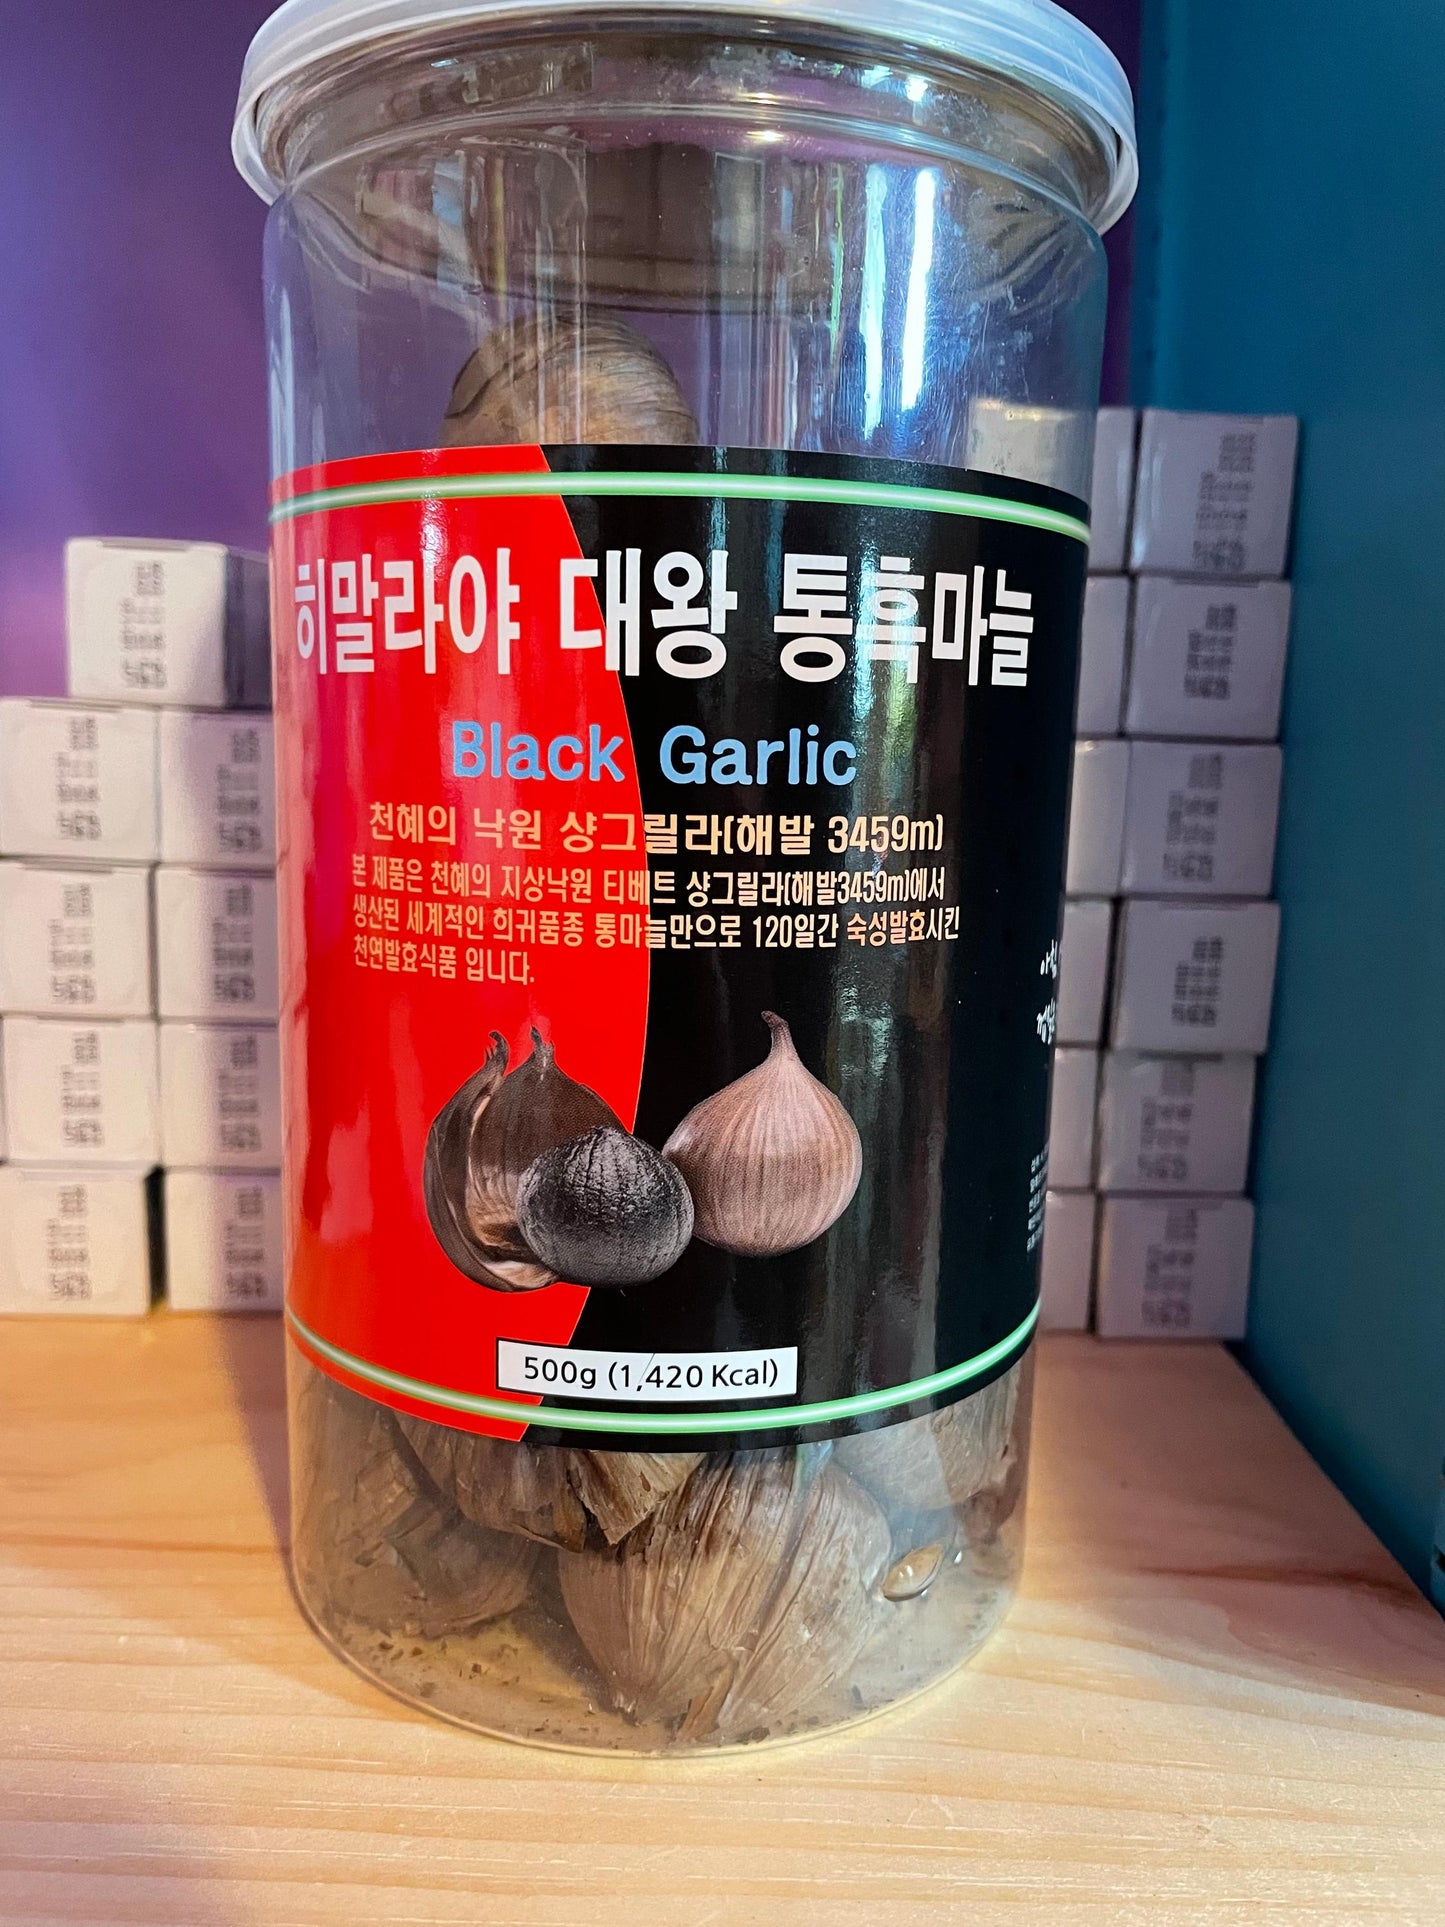 히말라야 대왕 통흑마늘
Black Garlic
천혜의 낙원 샹그릴라(해발 3459m)
본 제품은 천혜의 지상낙원 티베트 샹그릴라(해발3459m)에서
생산된 세계적인 희귀품종 통마늘만으로 120일간 숙성발효시킨
천연발효식품 입니다.
500g (1,420 Kcal)